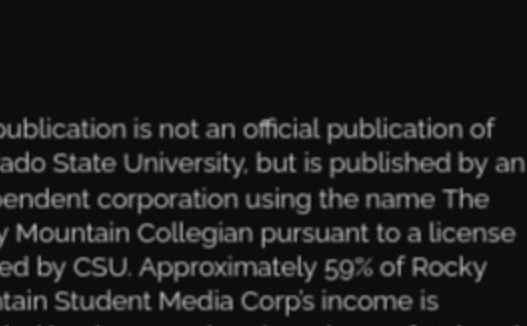 publication is not an official publication of
ado State University, but is published by an
endent corporation using the name The
y Mountain Collegian pursuant to a license
ed by CSU. Approximately 59% of Rocky
ntain Student Media Corp's income is